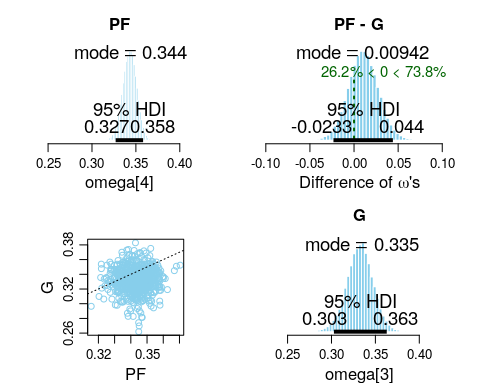 PF
mode = 0.344
95% HDI
0.327 0.358
0.25 0.30 0.35 0.40
omega[4]
PF - G
mode = 0.00942
26.2% < 0 < 73.8%
95% HDI
-0.0233 0.044
-0.10 -0.05 0.00 0.05 0.10
Difference of ω's
G
0.26 0.32 0.38
0.32 0.35
PF
G
mode = 0.335
95% HDI
0.303 0.363
0.25 0.30 0.35 0.40
omega[3]